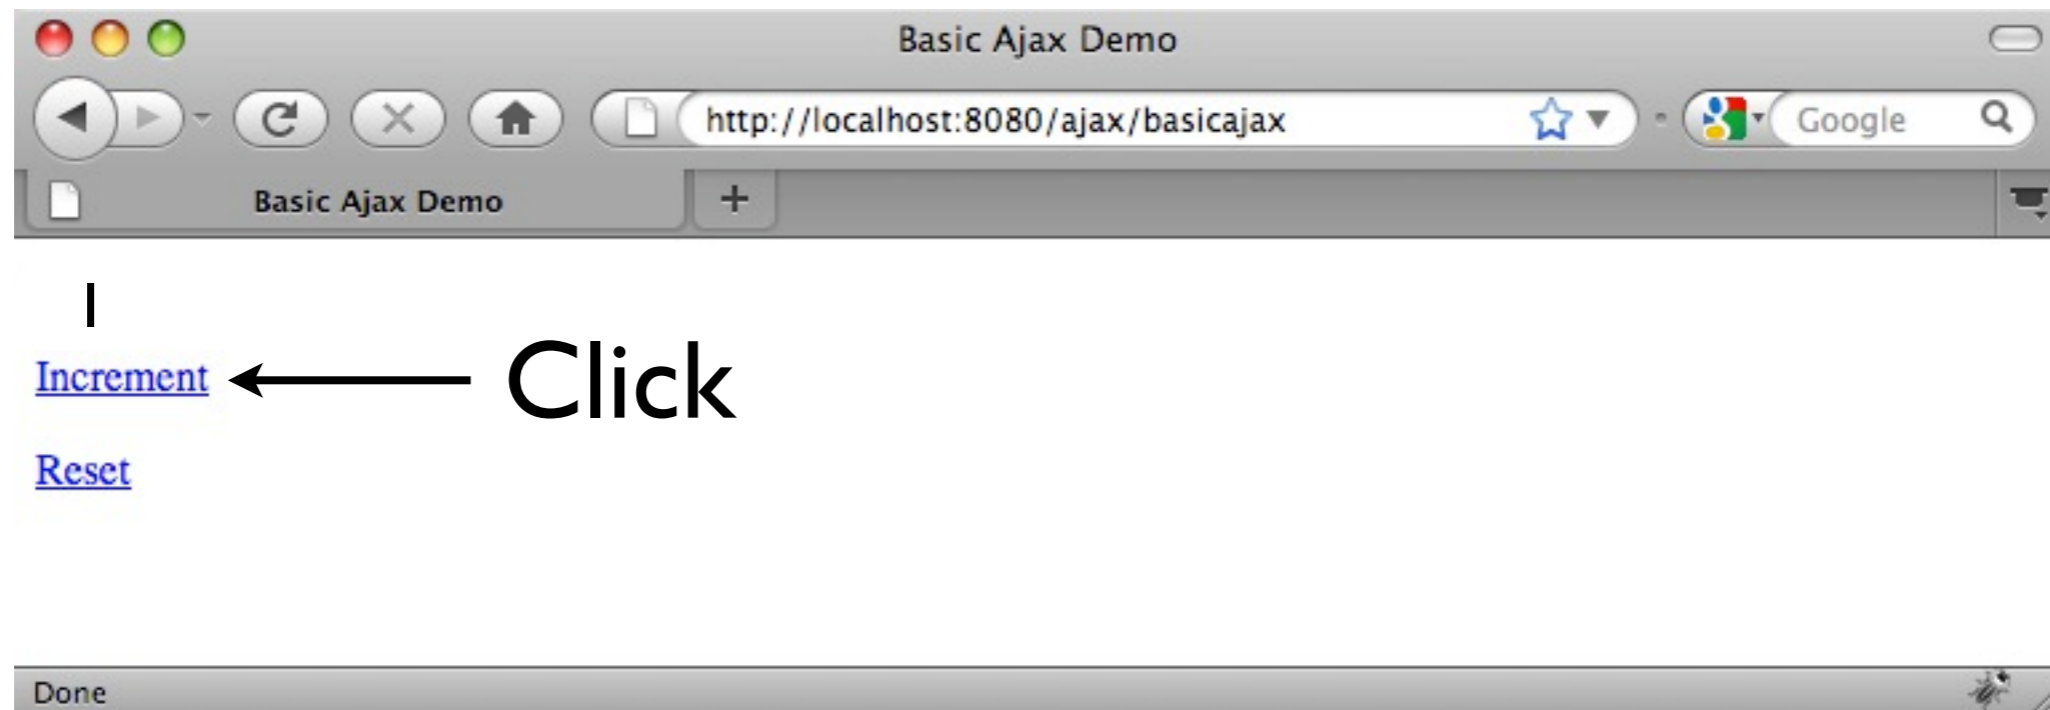 Basic Ajax Demo
http://localhost:8080/ajax/basicajax
Google
Basic Ajax Demo
1
Increment
Click
Reset
Done